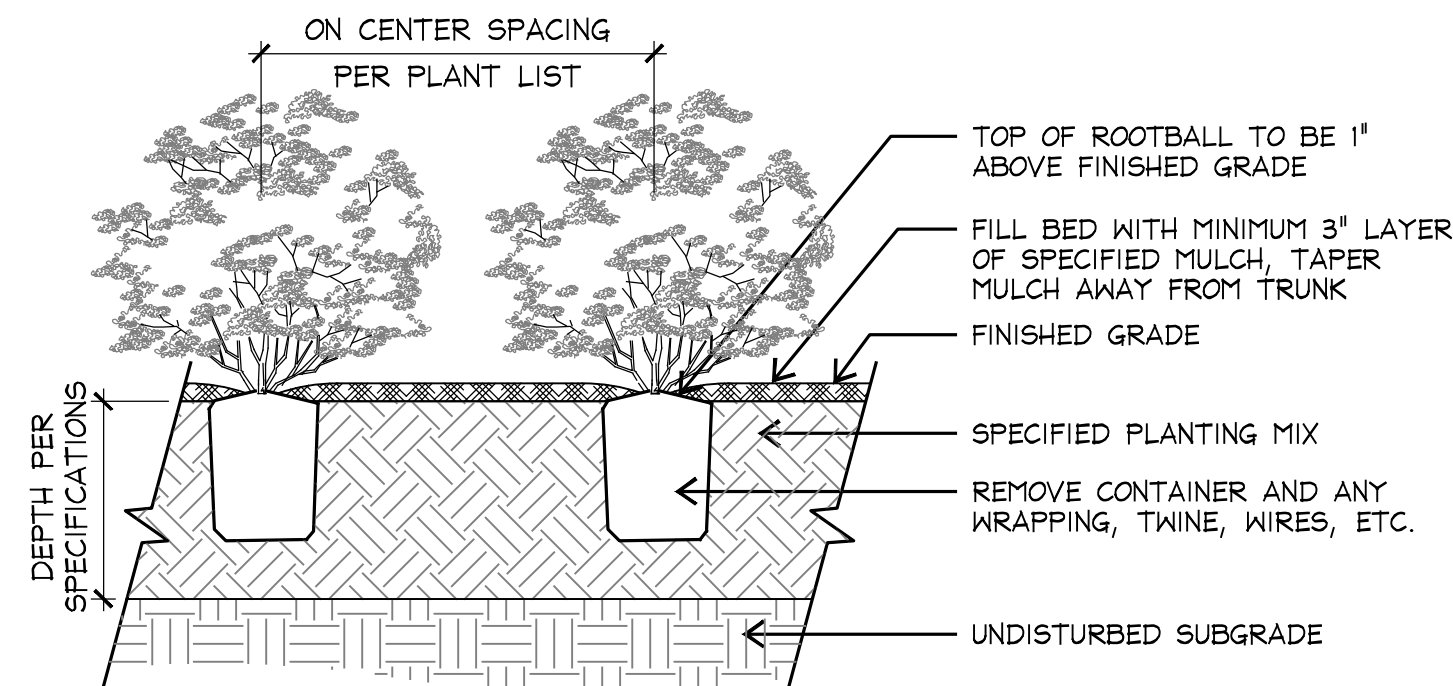 ON CENTER SPACING
PER PLANT LIST
TOP OF ROOTBALL TO BE 1"
ABOVE FINISHED GRADE
FILL BED WITH MINIMUM 3" LAYER
OF SPECIFIED MULCH, TAPER
MULCH AWAY FROM TRUNK
FINISHED GRADE
DEPTH PER
SPECIFICATIONS
SPECIFIED PLANTING MIX
REMOVE CONTAINER AND ANY
WRAPPING, TWINE, WIRES, ETC.
UNDISTURBED SUBGRADE